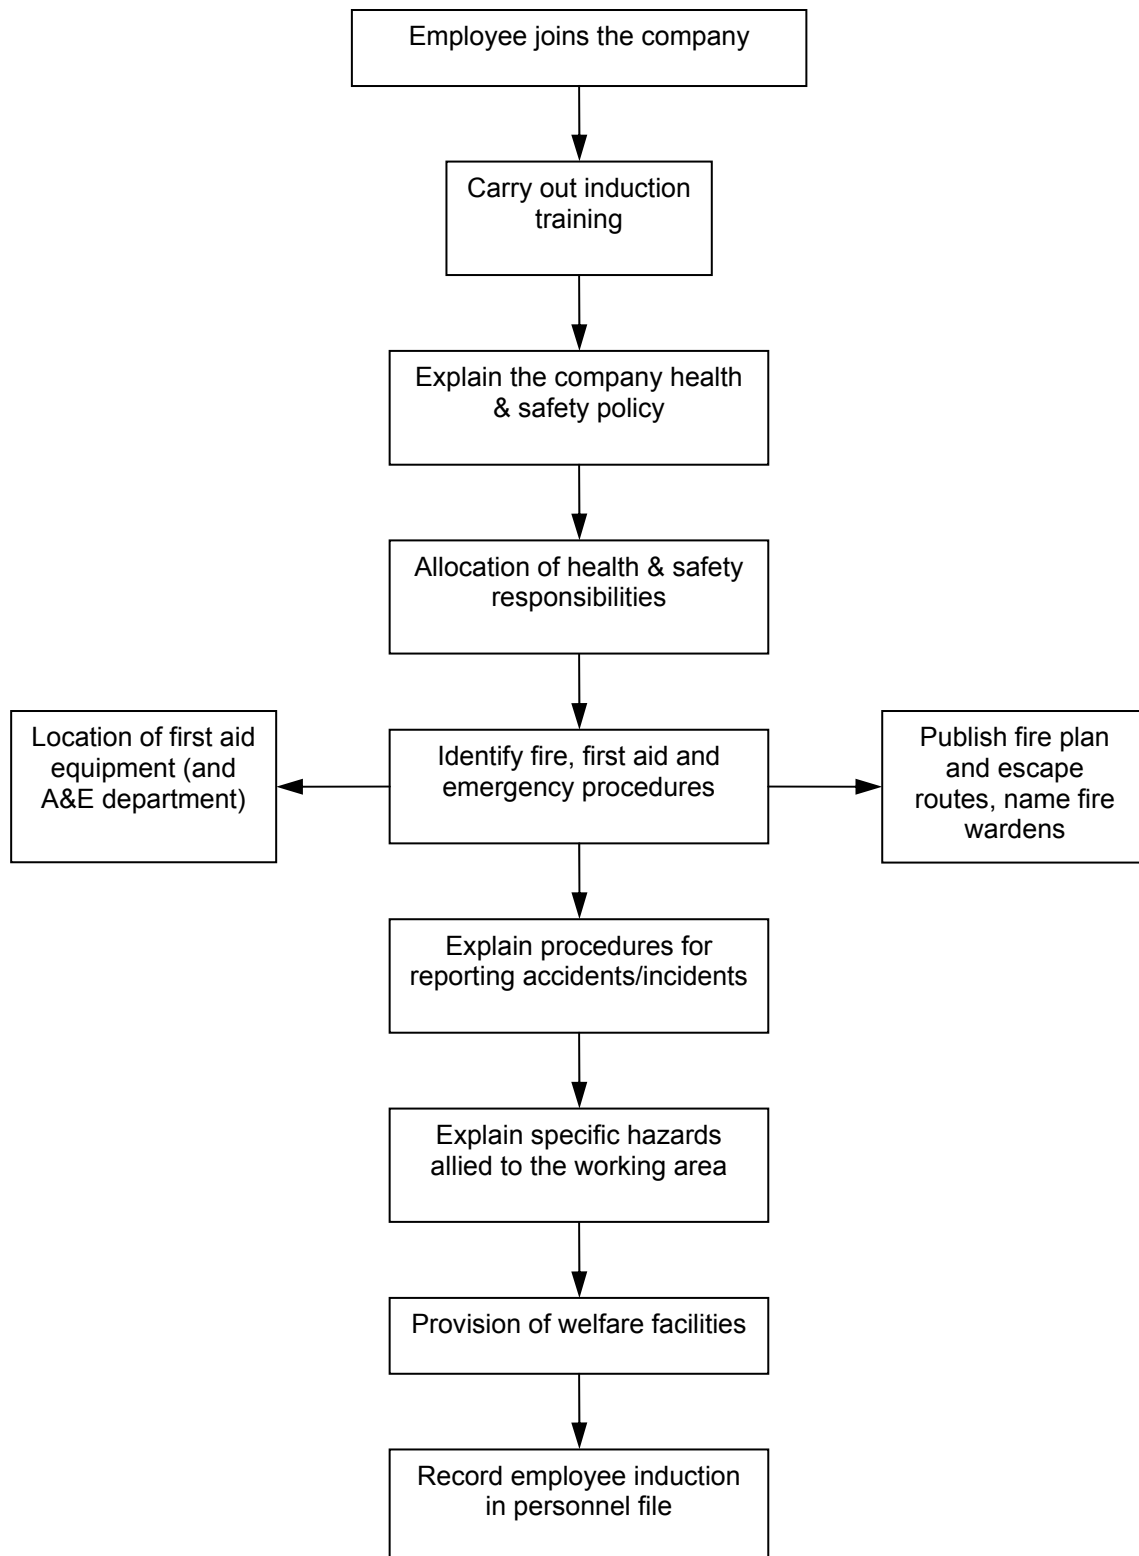 Employee joins the company
Carry out induction
training
Explain the company health
& safety policy
Allocation of health & safety
responsibilities
Location of first aid
equipment (and
A&E department)
Identify fire, first aid and
emergency procedures
Publish fire plan
and escape
routes, name fire
wardens
Explain procedures for
reporting accidents/incidents
Explain specific hazards
allied to the working area
Provision of welfare facilities
Record employee induction
in personnel file